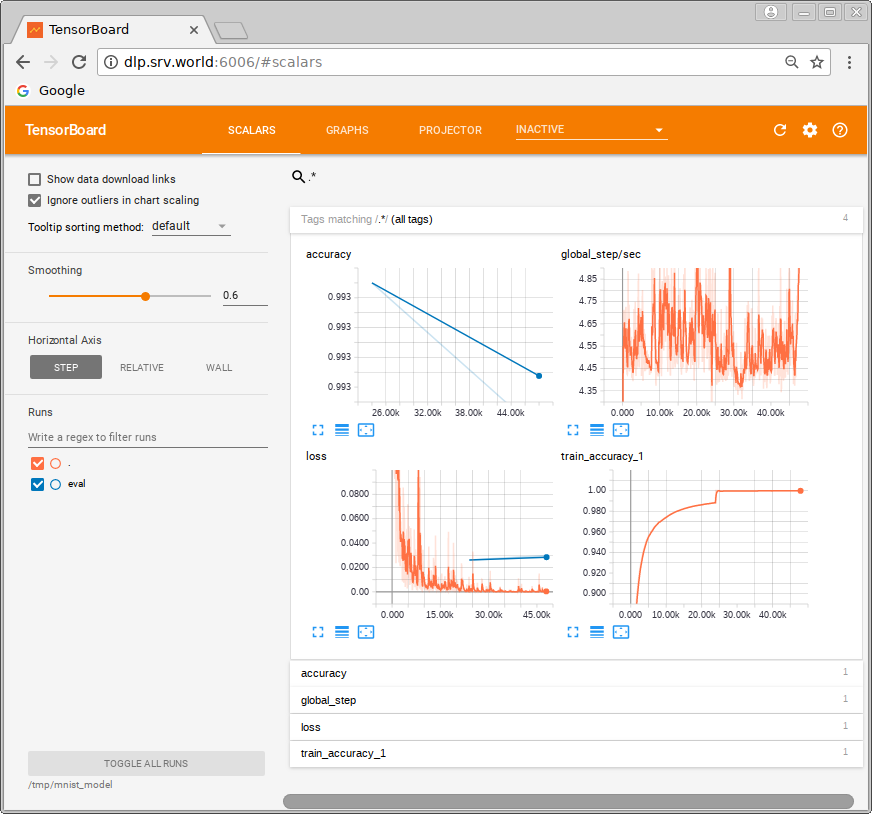 TensorBoard
dlp.srv.world:6006/#scalars
Google
TensorBoard SCALARS GRAPHS PROJECTOR INACTIVE
Show data download links
Ignore outliers in chart scaling
Tooltip sorting method: default
Smoothing
0.6
Horizontal Axis
STEP RELATIVE WALL
Runs
Write a regex to filter runs
.
eval
TOGGLE ALL RUNS
/tmp/mnist_model
.*
Tags matching /.*/ (all tags) 4
accuracy
0.993
0.993
0.993
0.993
26.00k 32.00k 38.00k 44.00k
global_step/sec
4.85
4.75
4.65
4.55
4.45
4.35
0.000 10.00k 20.00k 30.00k 40.00k
loss
0.0800
0.0600
0.0400
0.0200
0.00
0.000 15.00k 30.00k 45.00k
train_accuracy_1
1.00
0.980
0.960
0.940
0.920
0.900
0.000 10.00k 20.00k 30.00k 40.00k
accuracy 1
global_step 1
loss 1
train_accuracy_1 1